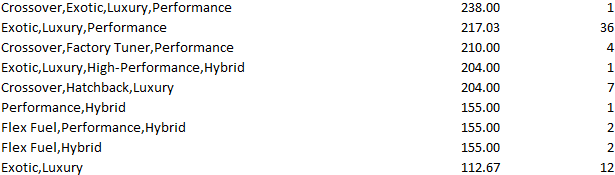 Crossover,Exotic,Luxury,Performance 238.00 1
Exotic,Luxury,Performance 217.03 36
Crossover,Factory Tuner,Performance 210.00 4
Exotic,Luxury,High-Performance,Hybrid 204.00 1
Crossover,Hatchback,Luxury 204.00 7
Performance,Hybrid 155.00 1
Flex Fuel,Performance,Hybrid 155.00 2
Flex Fuel,Hybrid 155.00 2
Exotic,Luxury 112.67 12